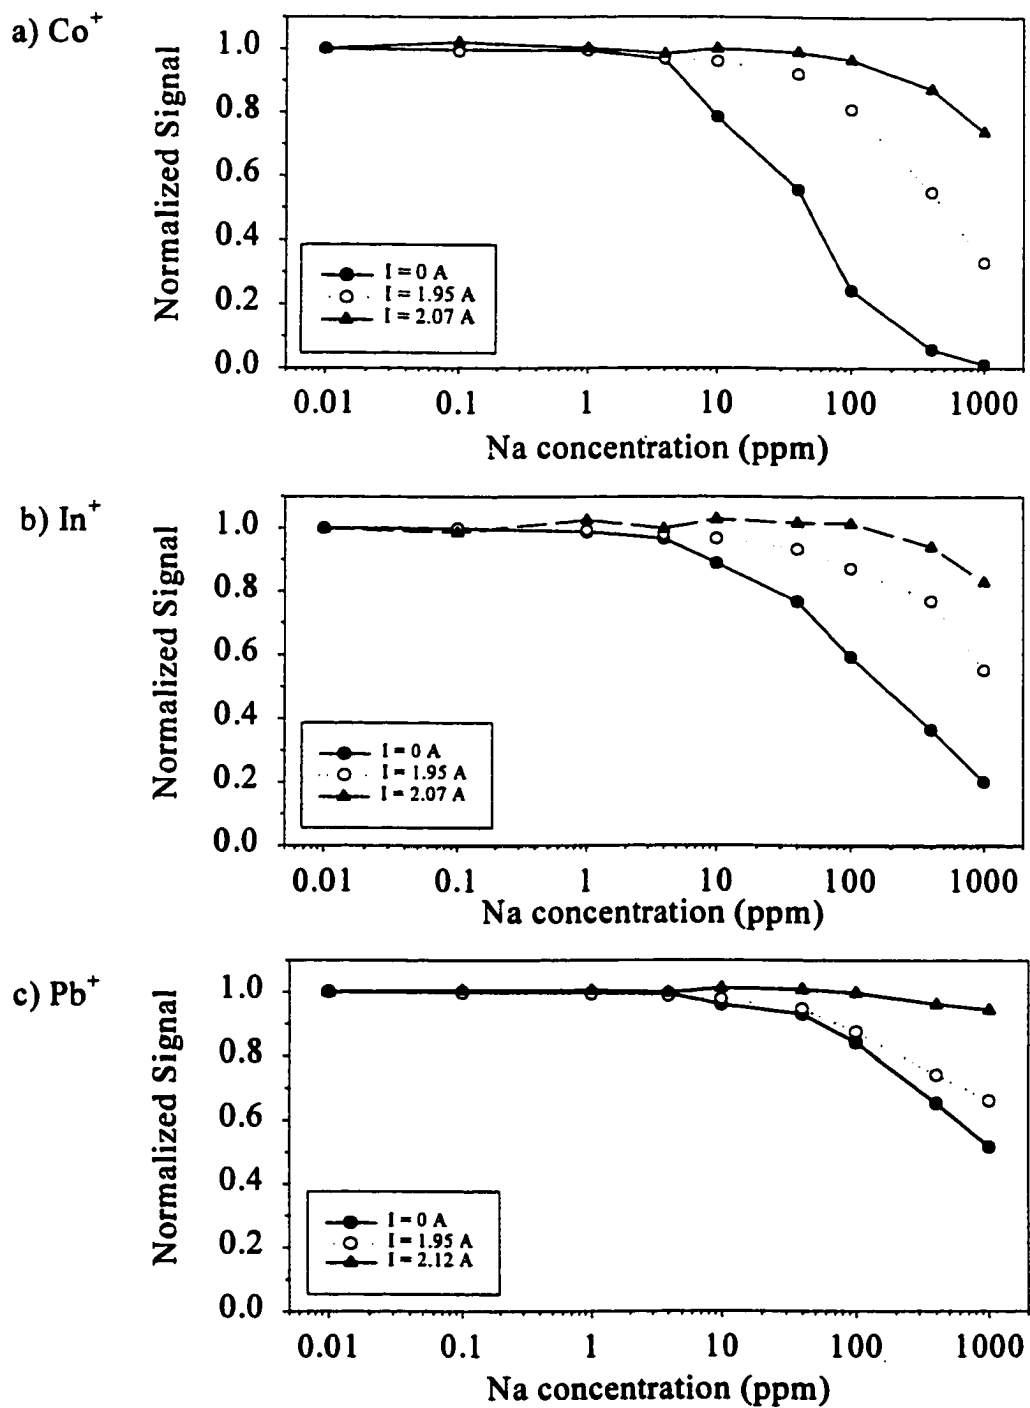 a) Co⁺
Normalized Signal
1.0
0.8
0.6
0.4
0.2
0.0
I = 0 A
I = 1.95 A
I = 2.07 A
0.01 0.1 1 10 100 1000
Na concentration (ppm)
b) In⁺
Normalized Signal
1.0
0.8
0.6
0.4
0.2
0.0
I = 0 A
I = 1.95 A
I = 2.07 A
0.01 0.1 1 10 100 1000
Na concentration (ppm)
c) Pb⁺
Normalized Signal
1.0
0.8
0.6
0.4
0.2
0.0
I = 0 A
I = 1.95 A
I = 2.12 A
0.01 0.1 1 10 100 1000
Na concentration (ppm)